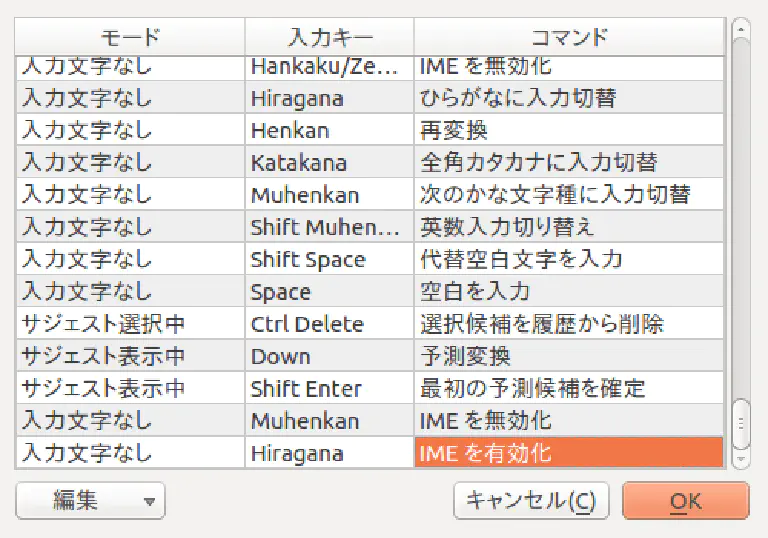 モード 入力キー コマンド
入力文字なし Hankaku/Ze... IME を無効化
入力文字なし Hiragana ひらがなに入力切替
入力文字なし Henkan 再変換
入力文字なし Katakana 全角カタカナに入力切替
入力文字なし Muhenkan 次のかな文字種に入力切替
入力文字なし Shift Muhen... 英数入力切り替え
入力文字なし Shift Space 代替空白文字を入力
入力文字なし Space 空白を入力
サジェスト選択中 Ctrl Delete 選択候補を履歴から削除
サジェスト表示中 Down 予測変換
サジェスト表示中 Shift Enter 最初の予測候補を確定
入力文字なし Muhenkan IME を無効化
入力文字なし Hiragana IME を有効化
編集 キャンセル(C) OK